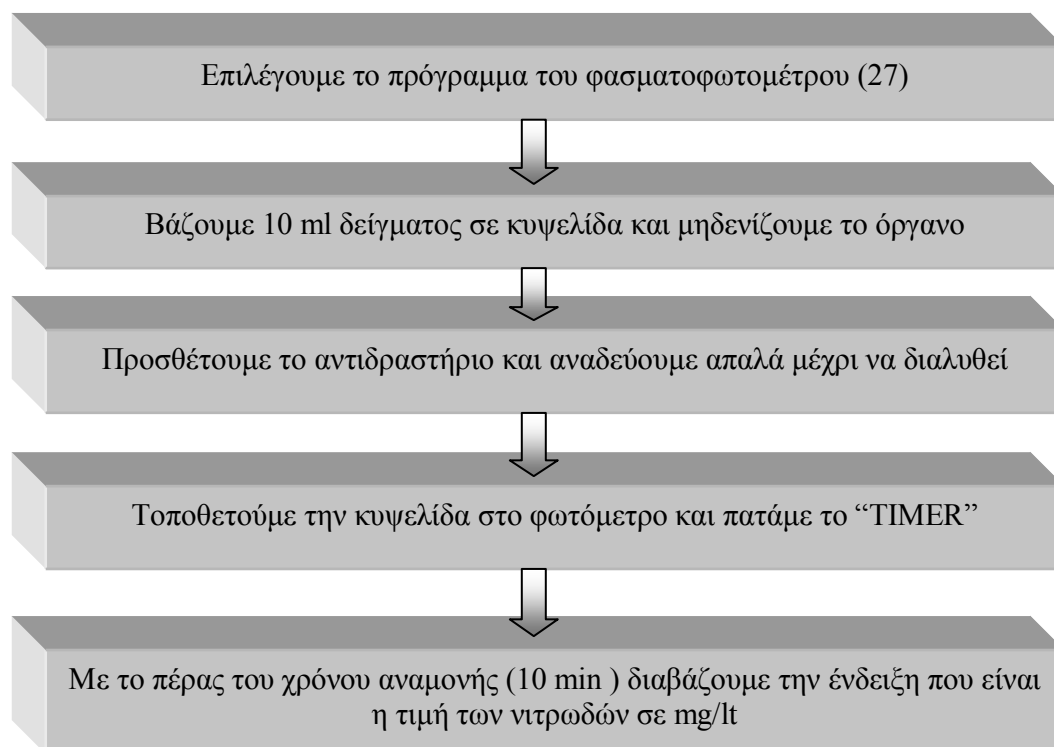 Επιλέγουμε το πρόγραμμα του φασματοφωτομέτρου (27)
Βάζουμε 10 ml δείγματος σε κυψελίδα και μηδενίζουμε το όργανο
Προσθέτουμε το αντιδραστήριο και αναδεύουμε απαλά μέχρι να διαλυθεί
Τοποθετούμε την κυψελίδα στο φωτόμετρο και πατάμε το “TIMER”
Με το πέρας του χρόνου αναμονής (10 min ) διαβάζουμε την ένδειξη που είναι
η τιμή των νιτρωδών σε mg/lt